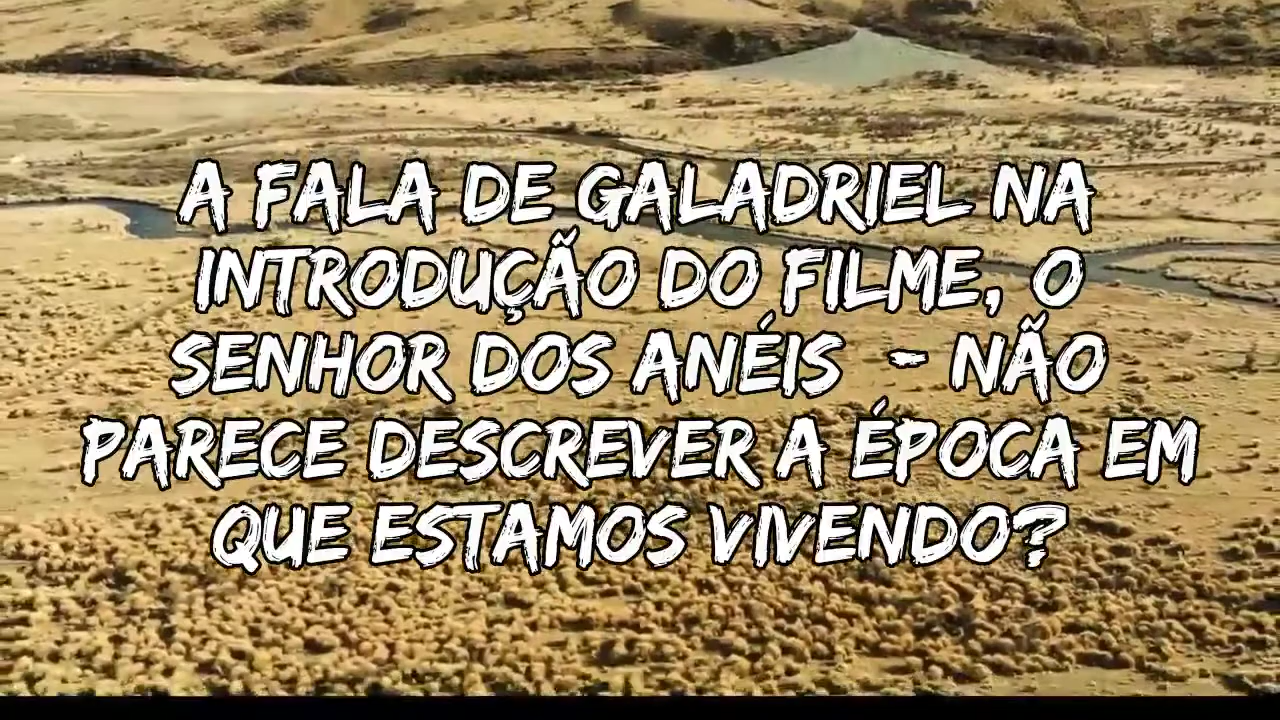 A FALA DE GALADRIEL NA
INTRODUÇÃO DO FILME, O
SENHOR DOS ANÉIS - NÃO
PARECE DESCREVER A ÉPOCA EM
QUE ESTAMOS VIVENDO?